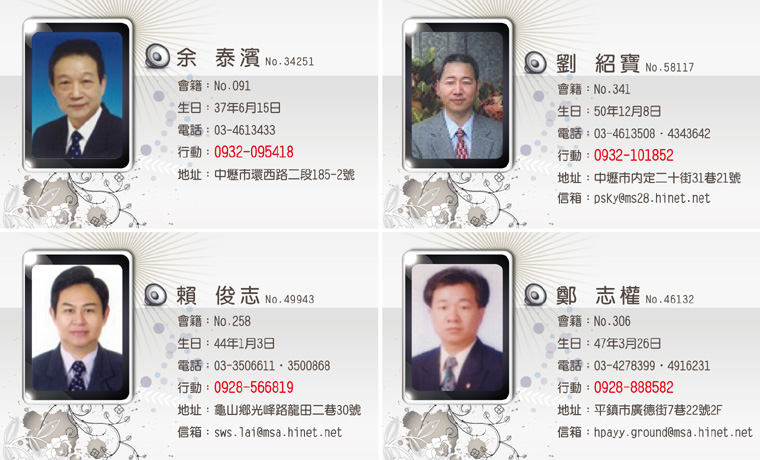 余 泰濱 No.34251
會籍：No.091
生日：37年6月15日
電話：03-4613433
行動：0932-095418
地址：中壢市環西路二段185-2號
劉 紹寶 No.58117
會籍：No.341
生日：50年12月8日
電話：03-4613508・4343642
行動：0932-101852
地址：中壢市內定二十街31巷21號
信箱：psky@ms28.hinet.net
賴 俊志 No.49943
會籍：No.258
生日：44年1月3日
電話：03-3506611・3500868
行動：0928-566819
地址：龜山鄉光峰路龍田二巷30號
信箱：sws.lai@msa.hinet.net
鄭 志權 No.46132
會籍：No.306
生日：47年3月26日
電話：03-4278399・4916231
行動：0928-888582
地址：平鎮市廣德街7巷22號2F
信箱：hpayy.ground@msa.hinet.net